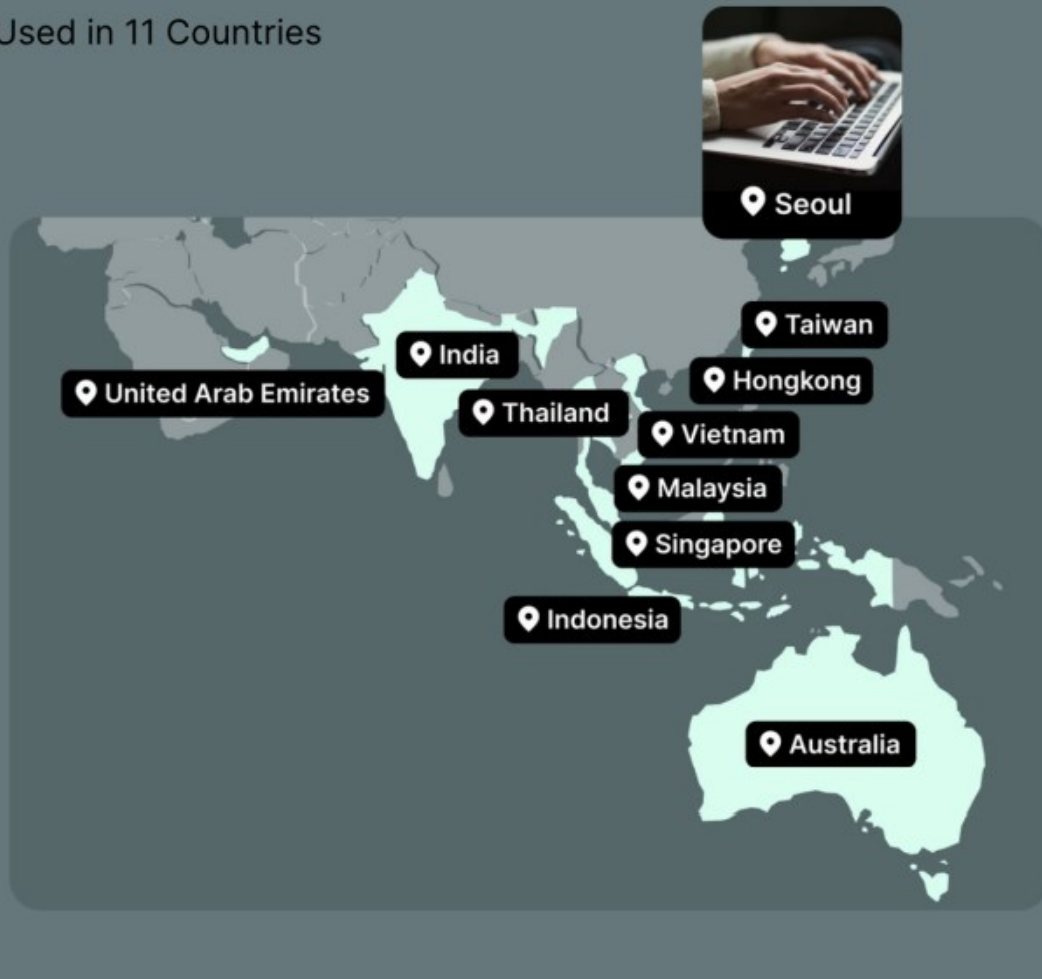 Used in 11 Countries
Seoul
Taiwan
India
Hongkong
United Arab Emirates
Thailand
Vietnam
Malaysia
Singapore
Indonesia
Australia